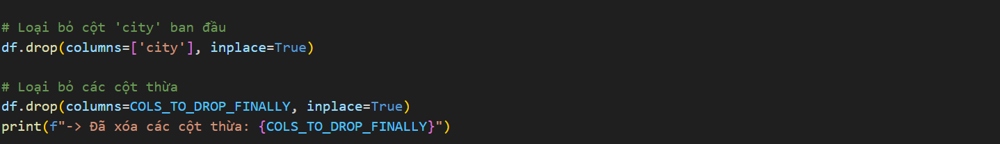 # Loại bỏ cột 'city' ban đầu
df.drop(columns=['city'], inplace=True)
# Loại bỏ các cột thừa
df.drop(columns=COLS_TO_DROP_FINALLY, inplace=True)
print(f"-> Đã xóa các cột thừa: {COLS_TO_DROP_FINALLY}")